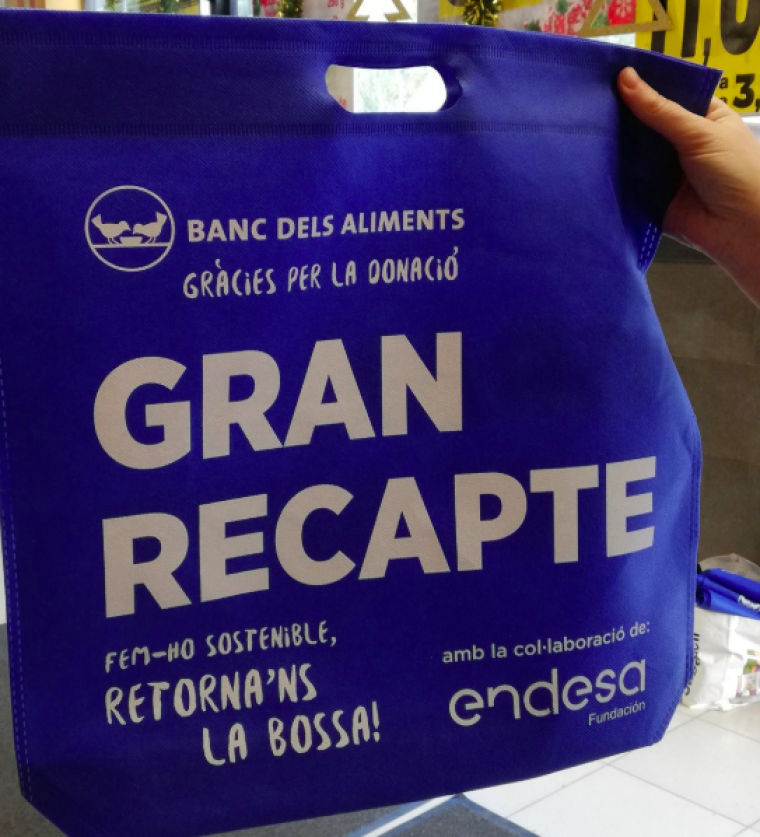 BANC DELS ALIMENTS
GRÀCiES PER LA DONACIÓ
GRAN
RECAPTE
FEM-HO SOSTENiBLE,
RETORNA'NS
LA BOSSA!
amb la col·laboració de:
endesa
Fundación